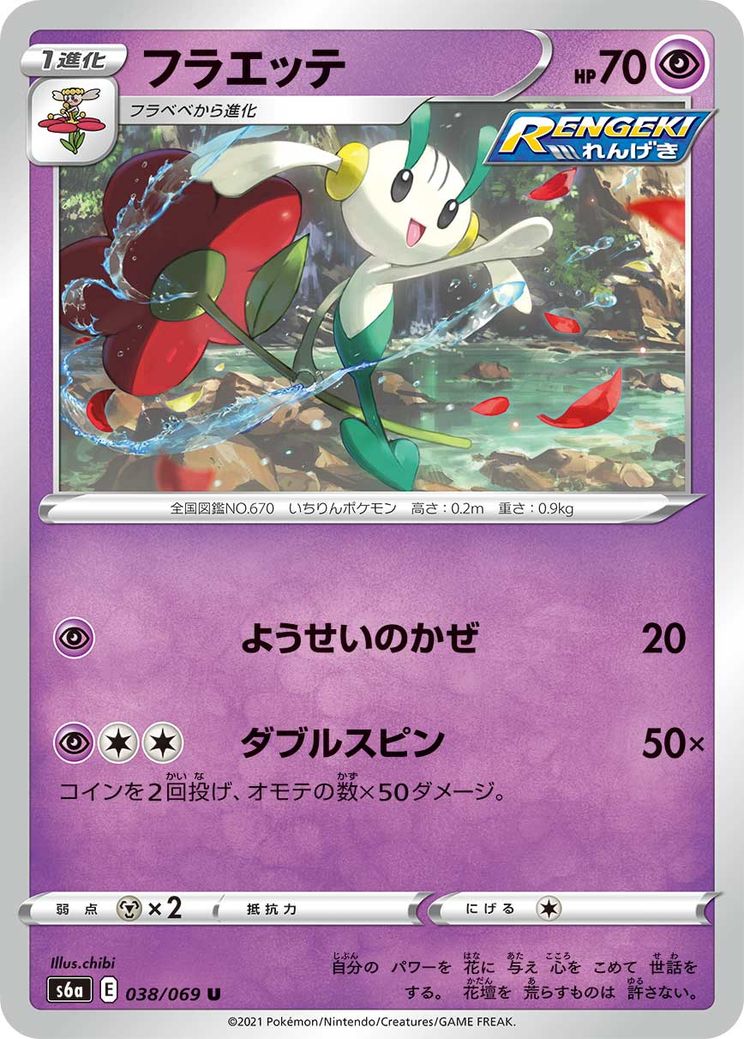 1進化
フラエッテ
HP70
フラベベから進化
RENGEKI
れんげき
全国図鑑NO.670 いちりんポケモン 高さ：0.2m 重さ：0.9kg
ようせいのかぜ 20
ダブルスピン 50×
コインを2回投げ、オモテの数×50ダメージ。
弱点 ×2 抵抗力 にげる
Illus.chibi
自分の パワーを 花に 与え 心を こめて 世話を
する。 花壇を 荒らすものは 許さない。
s6a E 038/069 U
©2021 Pokémon/Nintendo/Creatures/GAME FREAK.